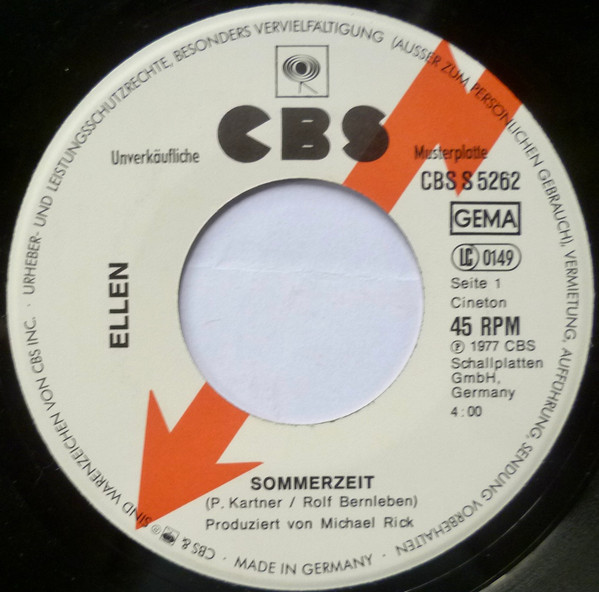 URHEBER- UND LEISTUNGSSCHUTZRECHTE, BESONDERS VERVIELFÄLTIGUNG (AUSSER ZUM PERSÖNLICHEN GEBRAUCH), VERMIETUNG, AUFFÜHRUNG, SENDUNG VORBEHALTEN
CBS
Unverkäufliche Musterplatte
CBS S 5262
GEMA
LC 0149
Seite 1
Cineton
45 RPM
Ⓟ 1977 CBS
Schallplatten
GmbH,
Germany
4:00
ELLEN
SOMMERZEIT
(P. Kartner / Rolf Bernleben)
Produziert von Michael Rick
· MADE IN GERMANY ·
CBS & SIND WARENZEICHEN VON CBS INC. ·